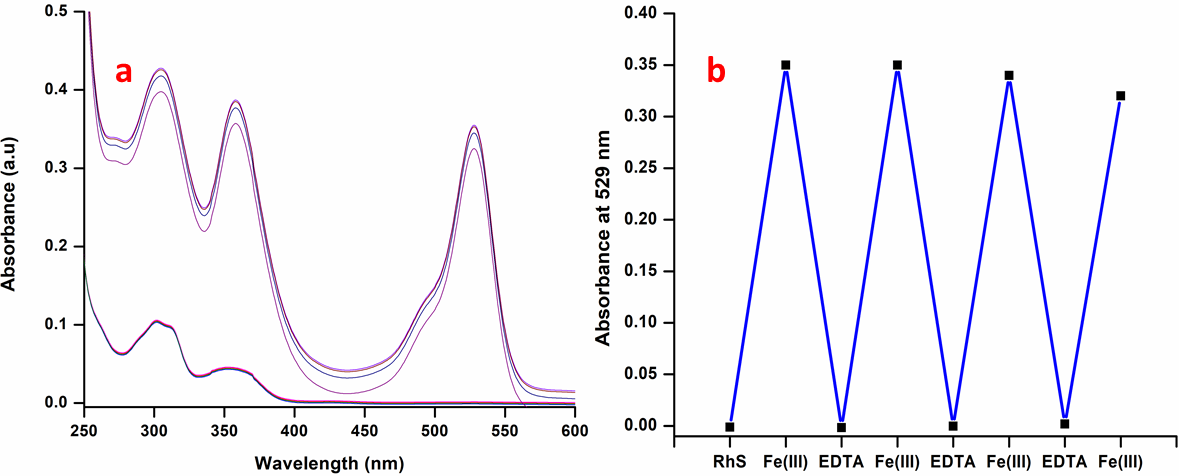 a
Absorbance (a.u)
0.5
0.4
0.3
0.2
0.1
0.0
250 300 350 400 450 500 550 600
Wavelength (nm)
b
Absorbance at 529 nm
0.40
0.35
0.30
0.25
0.20
0.15
0.10
0.05
0.00
RhS Fe(III) EDTA Fe(III) EDTA Fe(III) EDTA Fe(III)